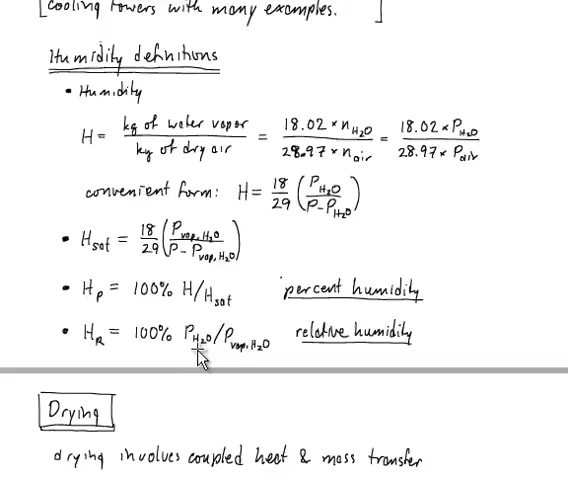 [cooling towers with many examples.]
Humidity definitions
• Humidity
H = kg of water vapor / kg of dry air = 18.02 × n_H2O / 28.97 × n_air = 18.02 × P_H2O / 28.97 × P_air
convenient form: H = 18/29 (P_H2O / P - P_H2O)
• H_sat = 18/29 (P_vap,H2O / P - P_vap,H2O)
• H_P = 100% H/H_sat percent humidity
• H_R = 100% P_H2O/P_vap,H2O relative humidity
Drying
drying involves coupled heat & mass transfer